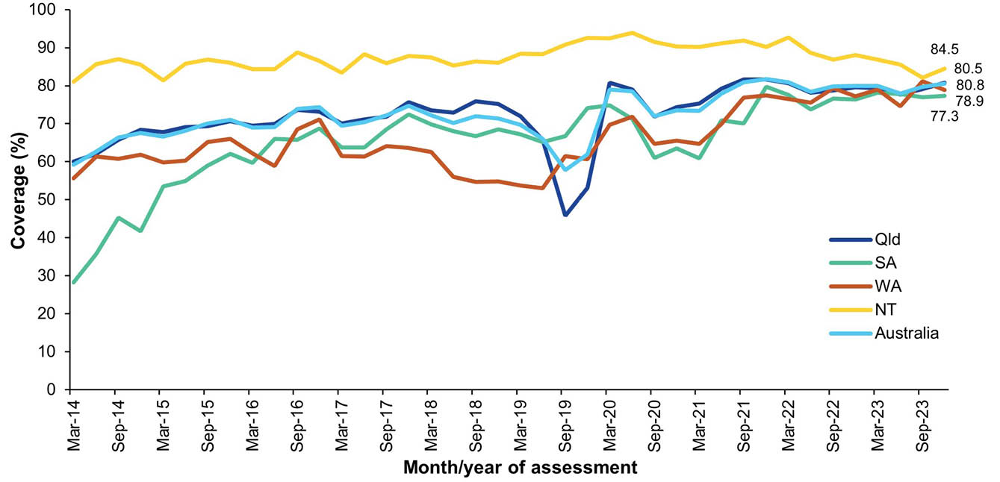 100
90
80
70
60
50
40
30
20
10
0
Coverage (%)
84.5
80.5
80.8
78.9
77.3
Qld
SA
WA
NT
Australia
Mar-14
Sep-14
Mar-15
Sep-15
Mar-16
Sep-16
Mar-17
Sep-17
Mar-18
Sep-18
Mar-19
Sep-19
Mar-20
Sep-20
Mar-21
Sep-21
Mar-22
Sep-22
Mar-23
Sep-23
Month/year of assessment